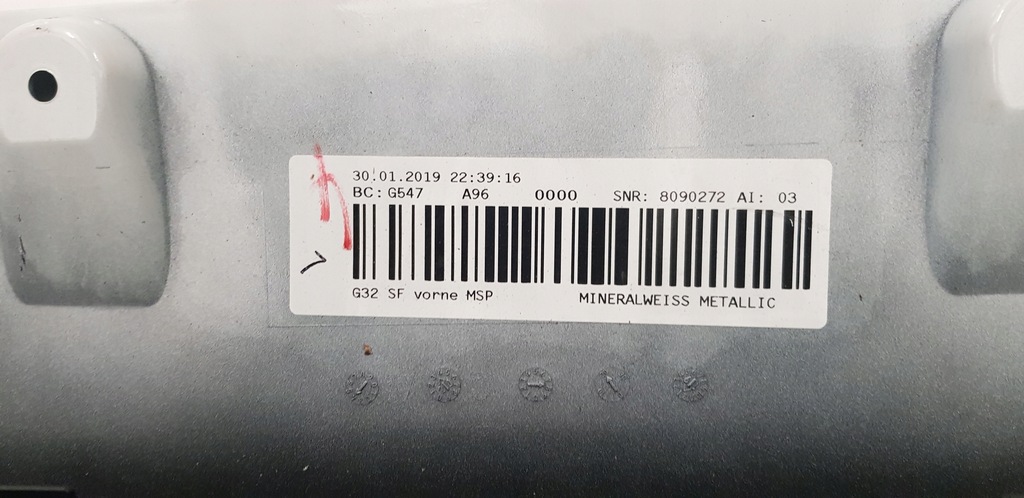 30.01.2019 22:39:16
BC: G547 A96 0000 SNR: 8090272 AI: 03
G32 SF vorne MSP MINERALWEISS METALLIC